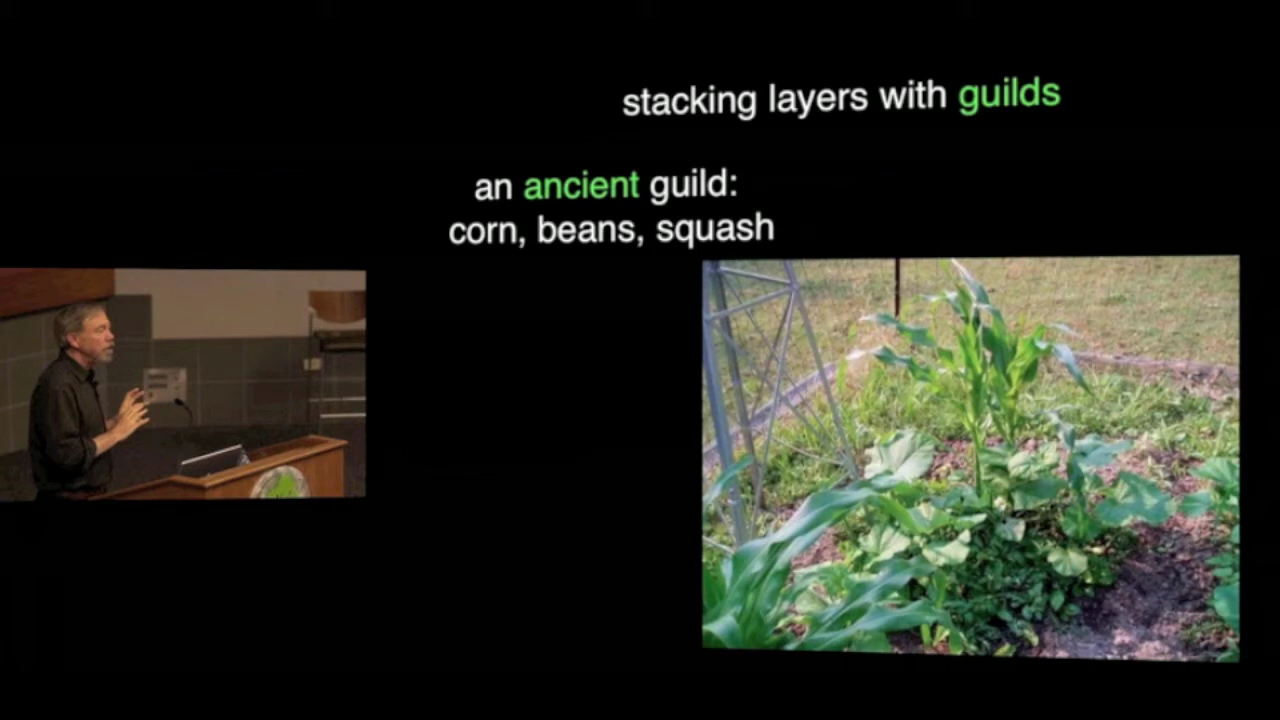 stacking layers with guilds
an ancient guild:
corn, beans, squash